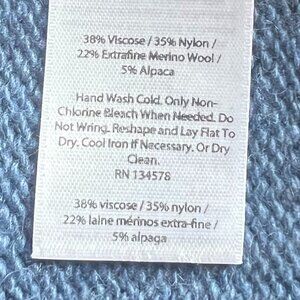 38% Viscose / 35% Nylon /
22% Extrafine Merino Wool /
5% Alpaca
Hand Wash Cold. Only Non-
Chlorine Bleach When Needed. Do
Not Wring. Reshape and Lay Flat To
Dry. Cool Iron If Necessary. Or Dry
Clean.
RN 134578
38% viscose / 35% nylon /
22% laine mérinos extra-fine /
5% alpaga